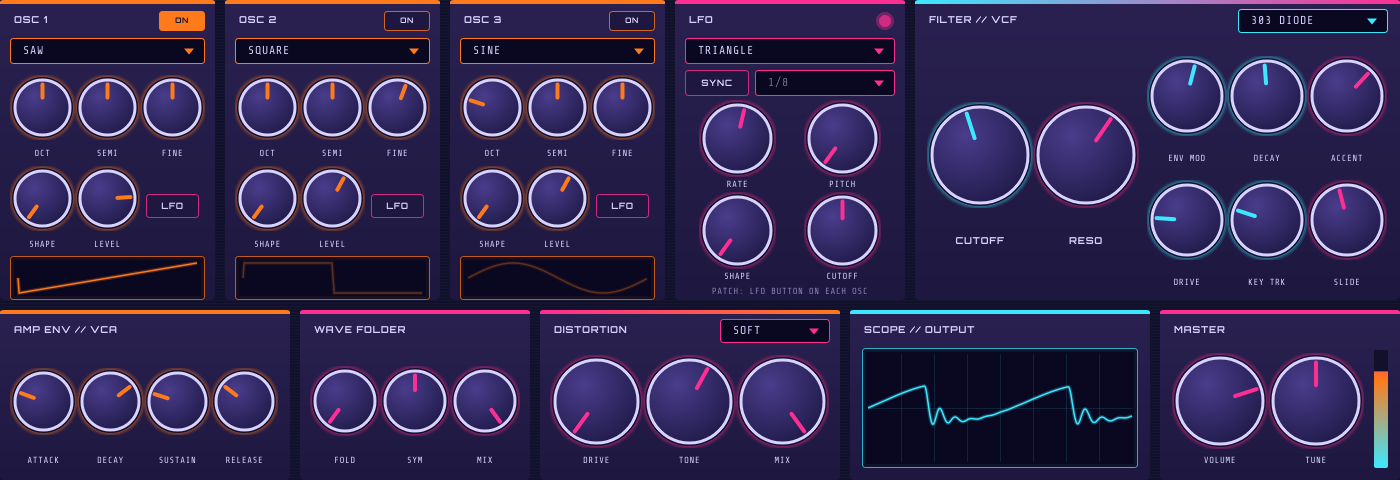 OSC 1
ON
SAW
OCT SEMI FINE
LFO
SHAPE LEVEL
OSC 2
ON
SQUARE
OCT SEMI FINE
LFO
SHAPE LEVEL
OSC 3
ON
SINE
OCT SEMI FINE
LFO
SHAPE LEVEL
LFO
TRIANGLE
SYNC
1/8
RATE PITCH
SHAPE CUTOFF
PATCH: LFO BUTTON ON EACH OSC
FILTER // VCF
303 DIODE
CUTOFF RESO
ENV MOD DECAY ACCENT
DRIVE KEY TRK SLIDE
AMP ENV // VCA
ATTACK DECAY SUSTAIN RELEASE
WAVE FOLDER
FOLD SYM MIX
DISTORTION
SOFT
DRIVE TONE MIX
SCOPE // OUTPUT
MASTER
VOLUME TUNE